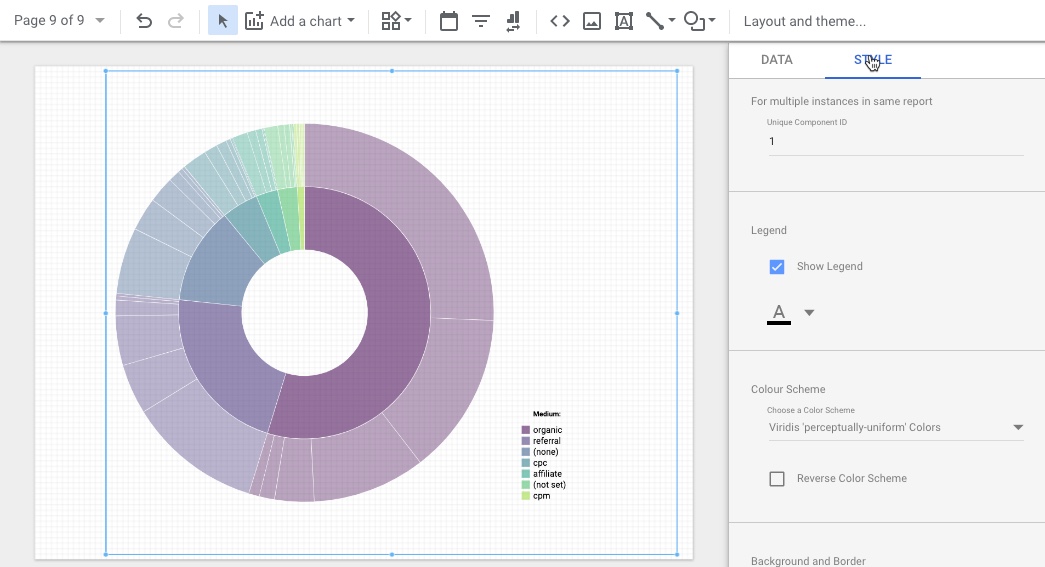 Page 9 of 9
Add a chart
Layout and theme...
DATA
STYLE
For multiple instances in same report
Unique Component ID
1
Legend
Show Legend
A
Colour Scheme
Choose a Color Scheme
Viridis 'perceptually-uniform' Colors
Reverse Color Scheme
Background and Border
Medium:
organic
referral
(none)
cpc
affiliate
(not set)
cpm